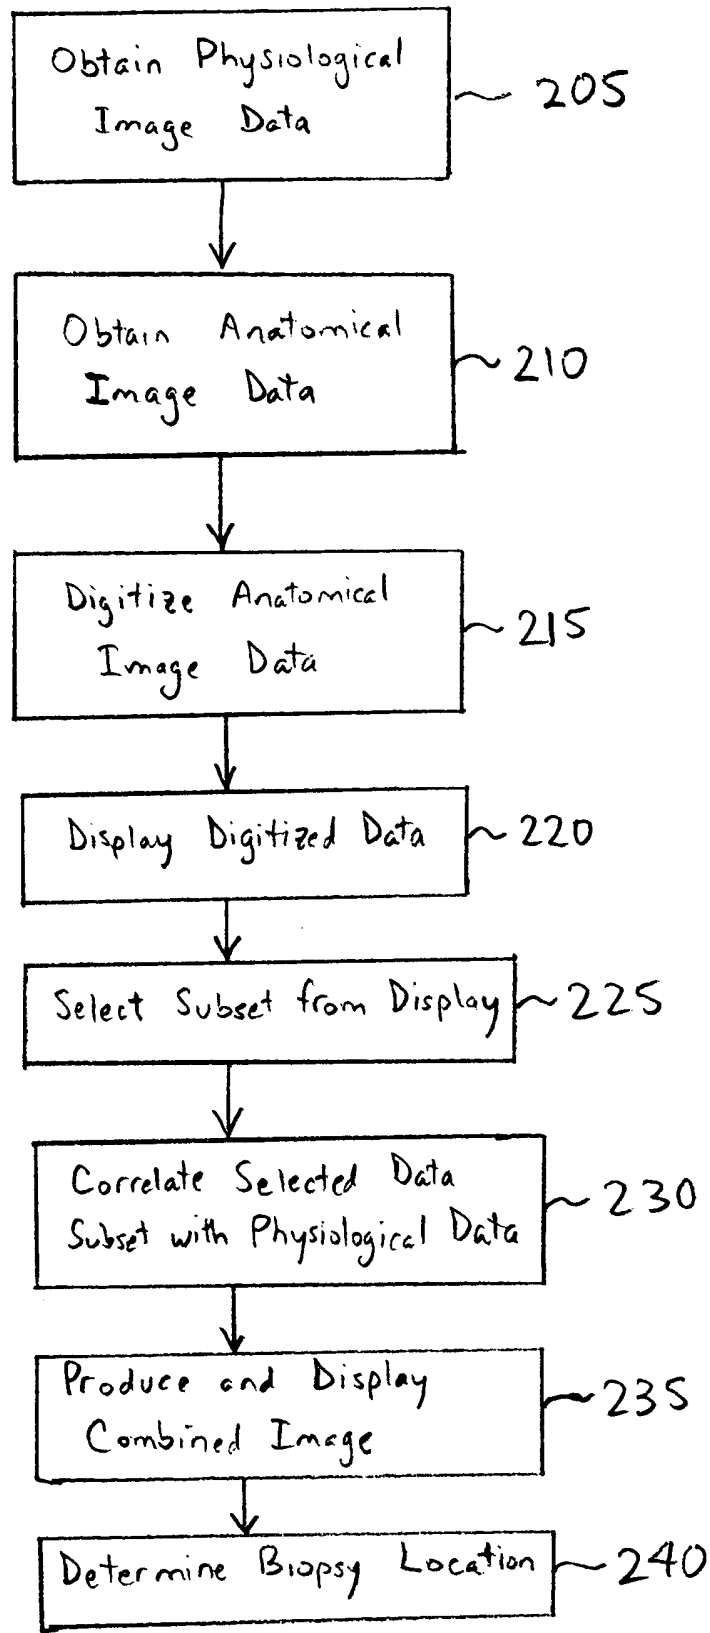 Obtain Physiological
Image Data
205
Obtain Anatomical
Image Data
210
Digitize Anatomical
Image Data
215
Display Digitized Data
220
Select Subset from Display
225
Correlate Selected Data
Subset with Physiological Data
230
Produce and Display
Combined Image
235
Determine Biopsy Location
240